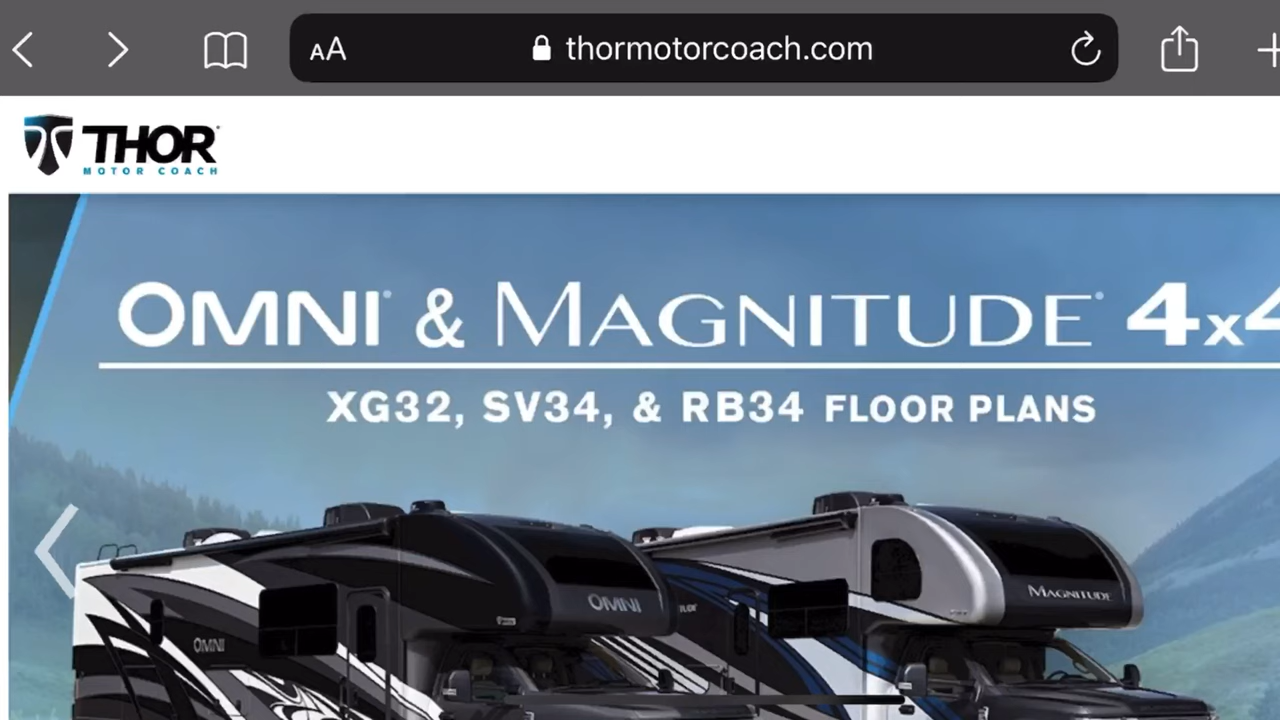 AA thormotorcoach.com
THOR
MOTOR COACH
OMNI & MAGNITUDE 4x4
XG32, SV34, & RB34 FLOOR PLANS
OMNI
MAGNITUDE
OMNI